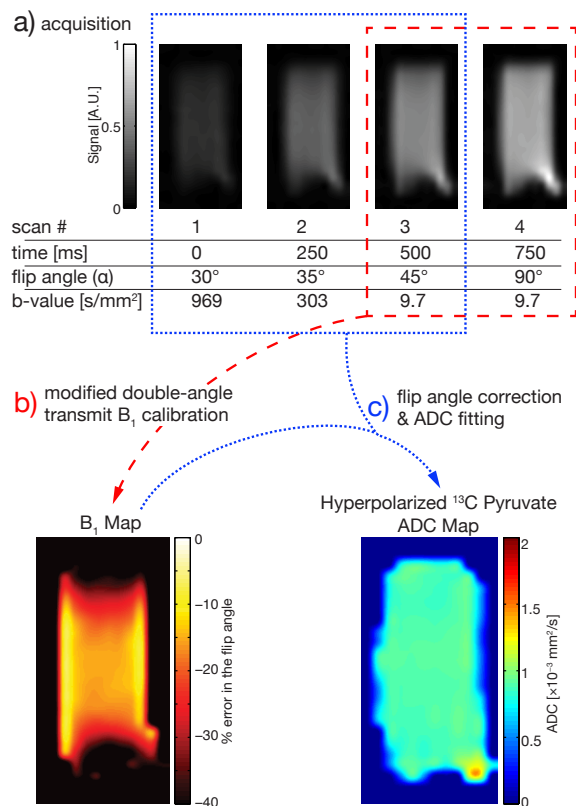 a) acquisition
1
0.5
0
Signal [A.U.]
scan # 1 2 3 4
time [ms] 0 250 500 750
flip angle (α) 30° 35° 45° 90°
b-value [s/mm²] 969 303 9.7 9.7
b) modified double-angle
transmit B₁ calibration
c) flip angle correction
& ADC fitting
B₁ Map
0
−10
−20
−30
−40
% error in the flip angle
Hyperpolarized ¹³C Pyruvate
ADC Map
2
1.5
1
0.5
0
ADC [×10⁻³ mm²/s]